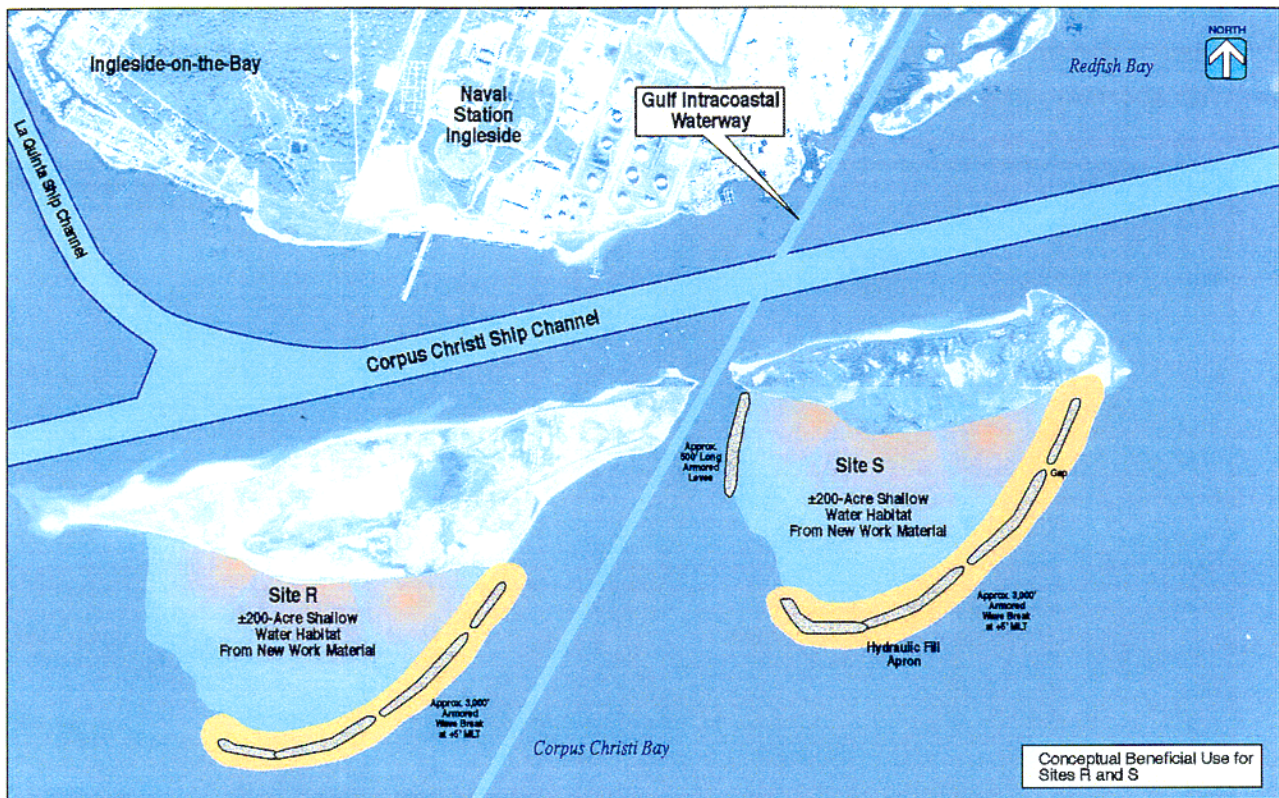 NORTH
Ingleside-on-the-Bay
Redfish Bay
Naval
Station
Ingleside
Gulf Intracoastal
Waterway
La Quinta Ship Channel
Corpus Christi Ship Channel
Approx.
500' Long
Armored
Levee
Site S
±200-Acre Shallow
Water Habitat
From New Work Material
Gap
Site R
±200-Acre Shallow
Water Habitat
From New Work Material
Approx. 3,000'
Armored
Wave Break
at +5' MLT
Hydraulic Fill
Apron
Approx. 3,000'
Armored
Wave Break
at +5' MLT
Corpus Christi Bay
Conceptual Beneficial Use for
Sites R and S